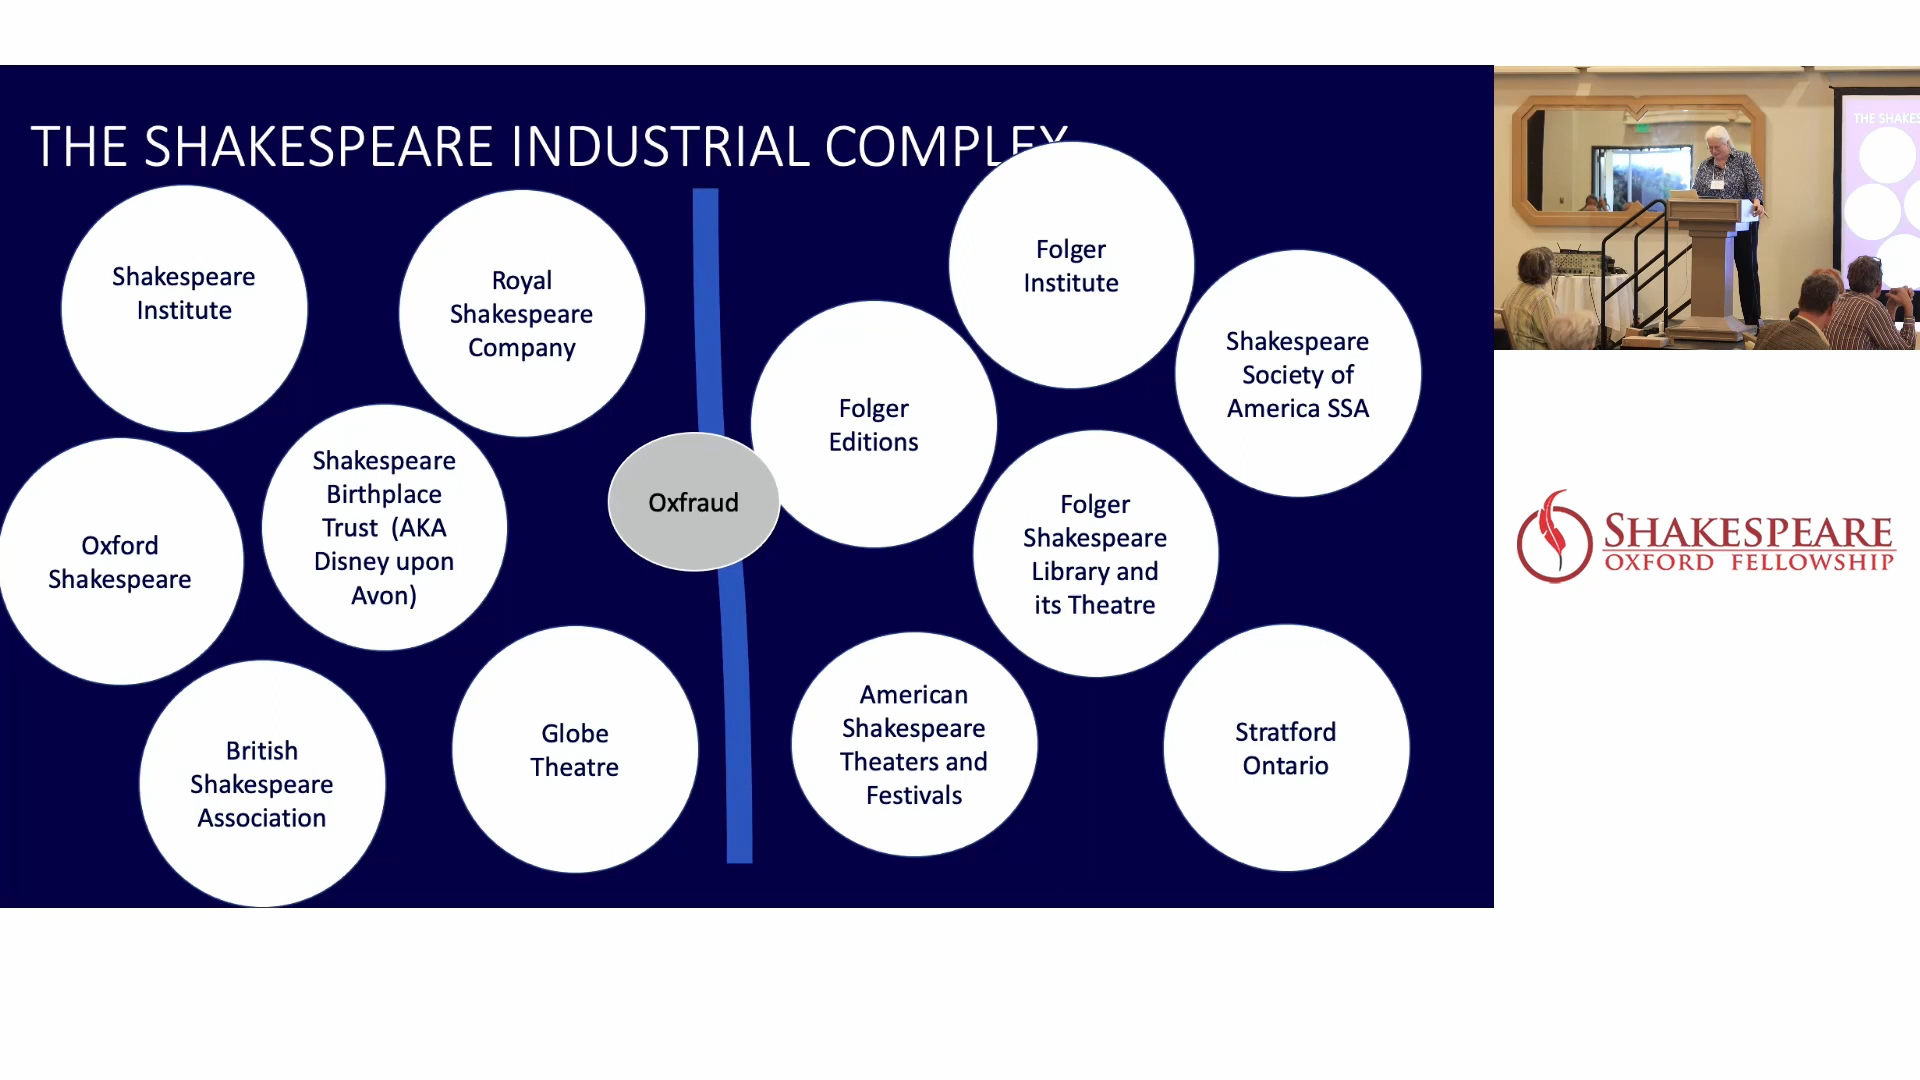 THE SHAKESPEARE INDUSTRIAL COMPLEX
Shakespeare
Institute
Royal
Shakespeare
Company
Folger
Institute
Shakespeare
Society of
America SSA
Folger
Editions
Shakespeare
Birthplace
Trust (AKA
Disney upon
Avon)
Oxfraud
Folger
Shakespeare
Library and
its Theatre
Oxford
Shakespeare
British
Shakespeare
Association
Globe
Theatre
American
Shakespeare
Theaters and
Festivals
Stratford
Ontario
THE SHAKES
SHAKESPEARE
OXFORD FELLOWSHIP